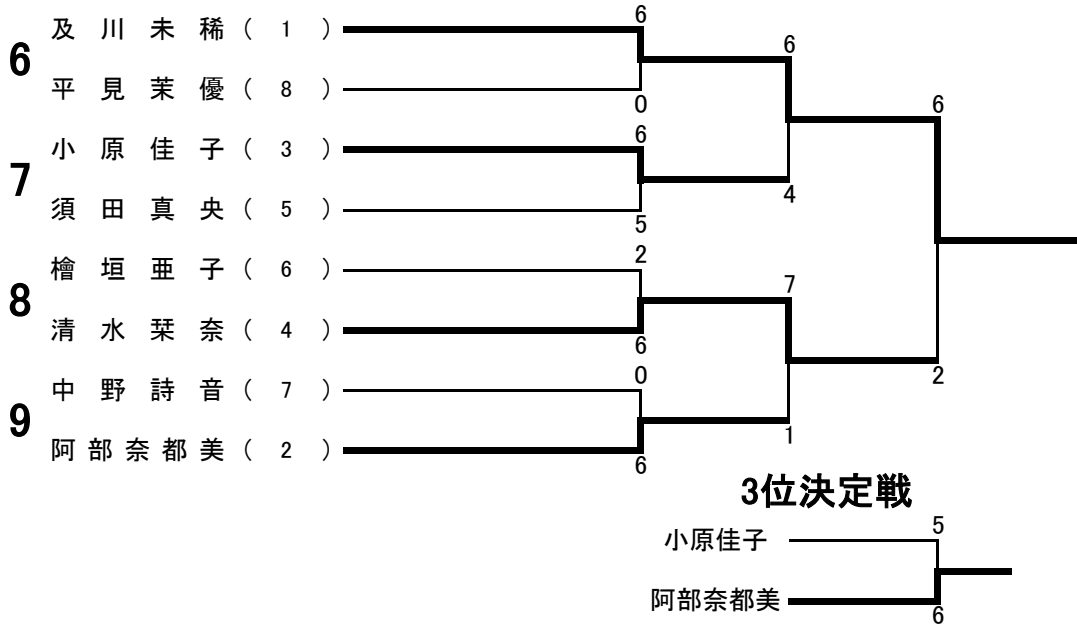 6
及川未稀(1)
6
6
平見茉優(8)
0
6
7
小原佳子(3)
6
4
須田真央(5)
5
檜垣亜子(6)
2
7
8
清水栞奈(4)
6
2
中野詩音(7)
0
9
阿部奈都美(2)
6
1
3位決定戦
小原佳子
5
阿部奈都美
6